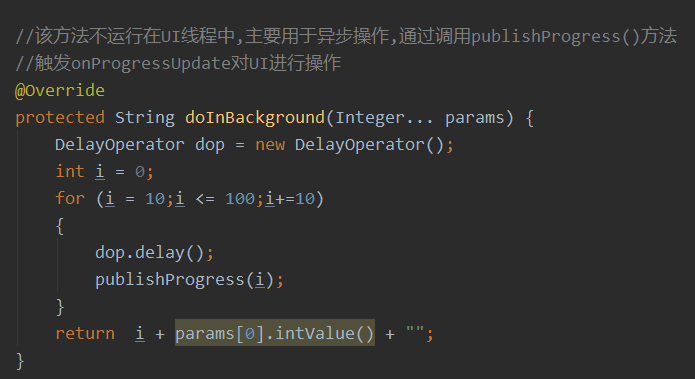 //该方法不运行在UI线程中,主要用于异步操作,通过调用publishProgress()方法
//触发onProgressUpdate对UI进行操作
@Override
protected String doInBackground(Integer... params) {
    DelayOperator dop = new DelayOperator();
    int i = 0;
    for (i = 10;i <= 100;i+=10)
    {
        dop.delay();
        publishProgress(i);
    }
    return  i + params[0].intValue() + "";
}